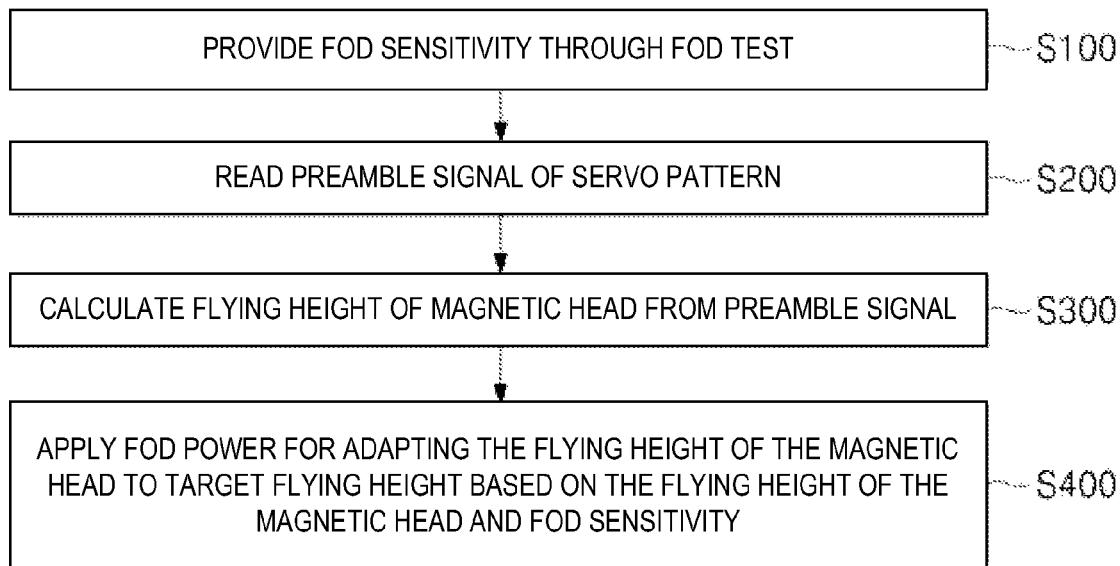 PROVIDE FOD SENSITIVITY THROUGH FOD TEST
S100
READ PREAMBLE SIGNAL OF SERVO PATTERN
S200
CALCULATE FLYING HEIGHT OF MAGNETIC HEAD FROM PREAMBLE SIGNAL
S300
APPLY FOD POWER FOR ADAPTING THE FLYING HEIGHT OF THE MAGNETIC
HEAD TO TARGET FLYING HEIGHT BASED ON THE FLYING HEIGHT OF THE
MAGNETIC HEAD AND FOD SENSITIVITY
S400